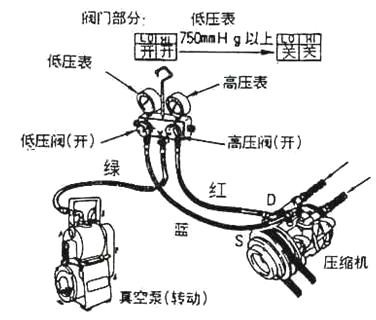 阀门部分: 低压表
LO HI 750mmHg以上 LO HI
开 开 关 关
低压表
高压表
低压阀(开)
高压阀(开)
绿
红
D
蓝
S
压缩机
真空泵(转动)